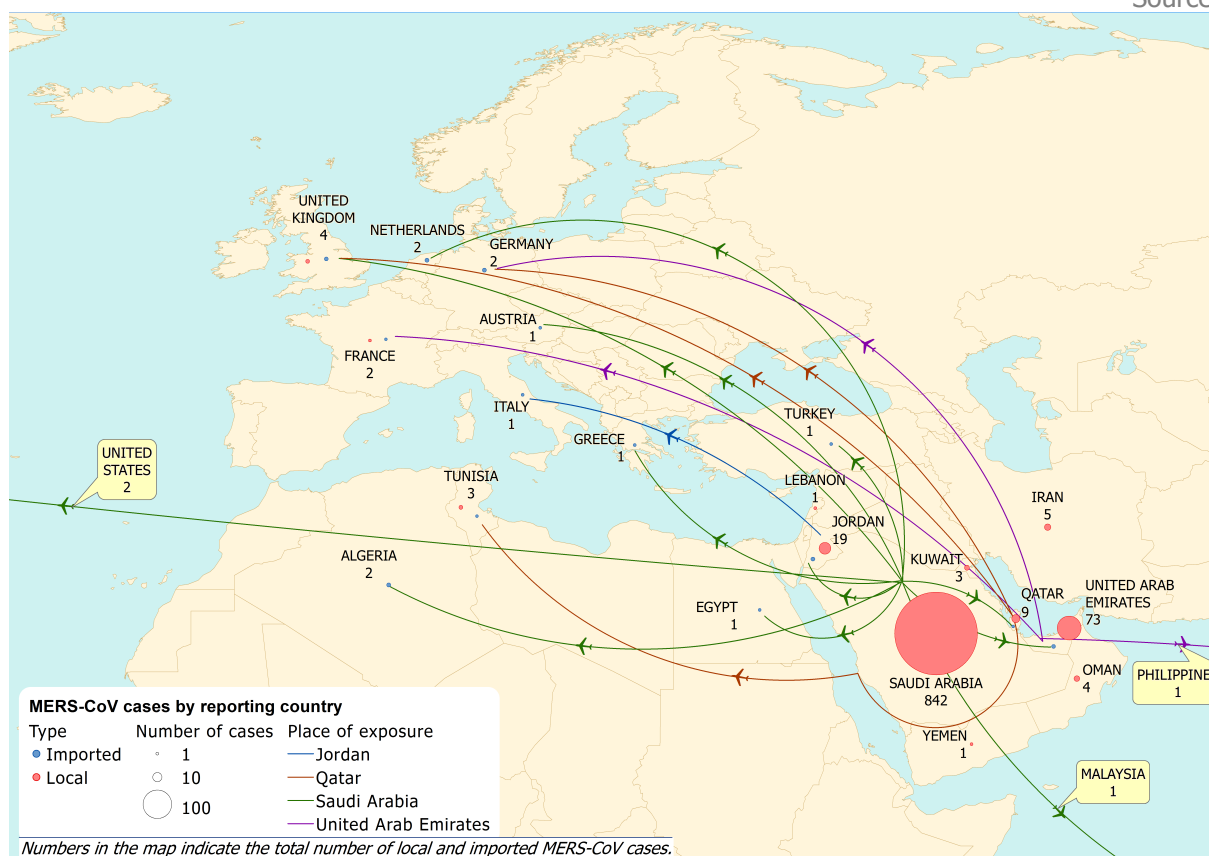 Source
UNITED
KINGDOM
4
NETHERLANDS
2
GERMANY
2
AUSTRIA
1
FRANCE
2
ITALY
1
GREECE
1
TURKEY
1
UNITED
STATES
2
TUNISIA
3
LEBANON
1
JORDAN
19
IRAN
5
ALGERIA
2
KUWAIT
3
EGYPT
1
QATAR
9
UNITED ARAB
EMIRATES
73
SAUDI ARABIA
842
OMAN
4
PHILIPPINE
1
YEMEN
1
MALAYSIA
1
MERS-CoV cases by reporting country
Type Number of cases Place of exposure
Imported 1 Jordan
Local 10 Qatar
100 Saudi Arabia
United Arab Emirates
Numbers in the map indicate the total number of local and imported MERS-CoV cases.